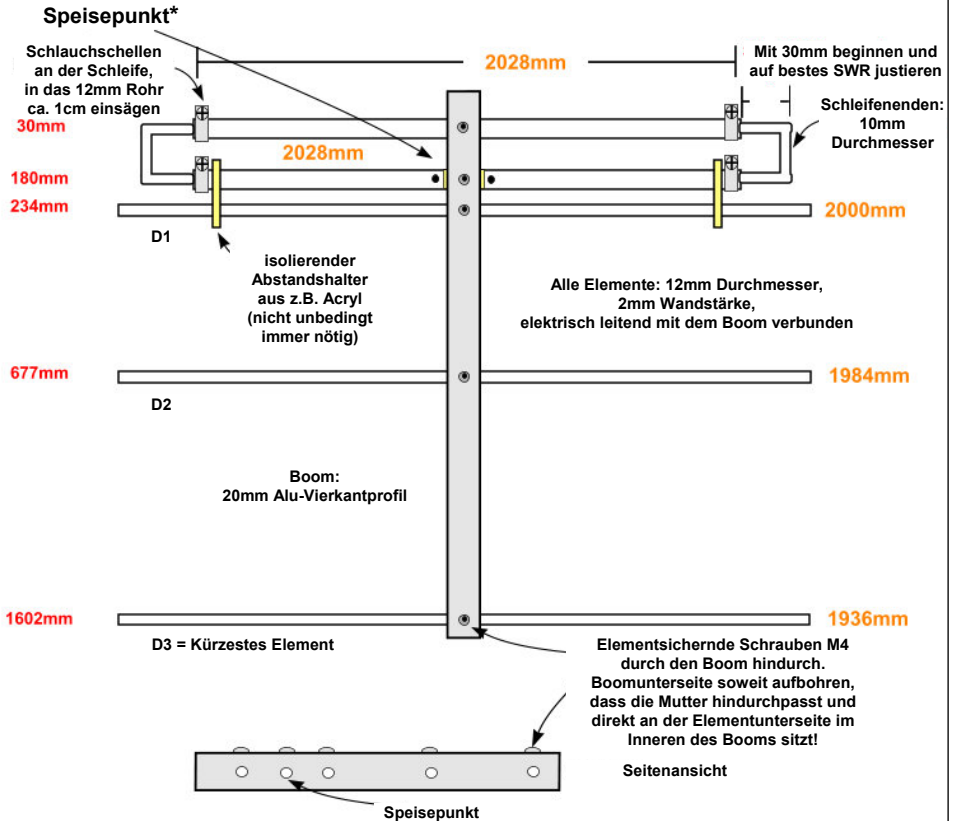 Speisepunkt*
Schlauchschellen
an der Schleife,
in das 12mm Rohr
ca. 1cm einsägen
2028mm
Mit 30mm beginnen und
auf bestes SWR justieren
Schleifenenden:
10mm
Durchmesser
30mm
2028mm
180mm
234mm
2000mm
D1
isolierender
Abstandshalter
aus z.B. Acryl
(nicht unbedingt
immer nötig)
Alle Elemente: 12mm Durchmesser,
2mm Wandstärke,
elektrisch leitend mit dem Boom verbunden
677mm
1984mm
D2
Boom:
20mm Alu-Vierkantprofil
1602mm
1936mm
D3 = Kürzestes Element
Elementsichernde Schrauben M4
durch den Boom hindurch.
Boomunterseite soweit aufbohren,
dass die Mutter hindurchpasst und
direkt an der Elementunterseite im
Inneren des Booms sitzt!
Seitenansicht
Speisepunkt